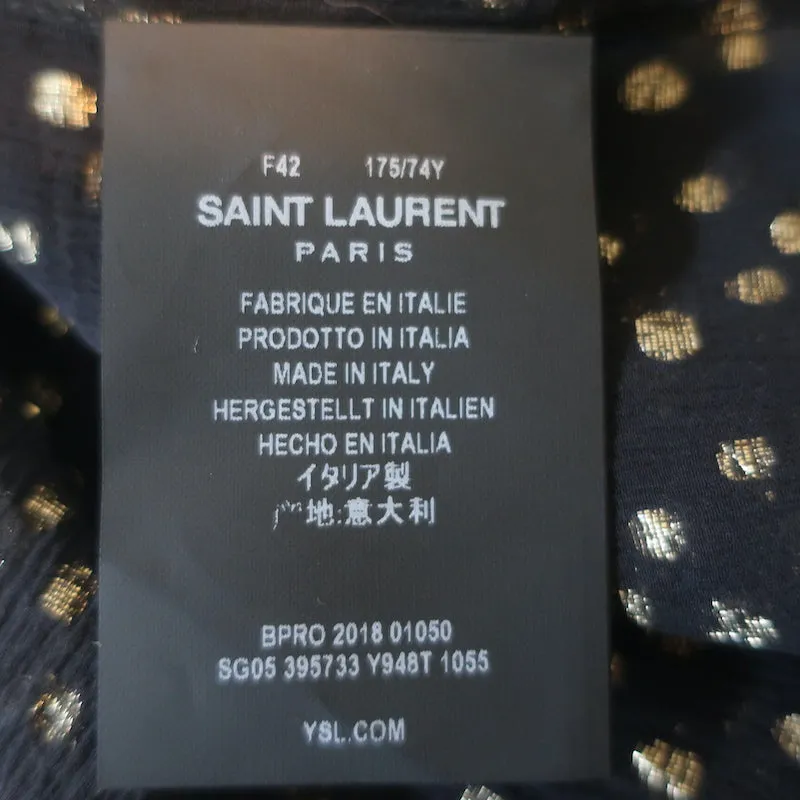 F42 175/74Y
SAINT LAURENT
PARIS
FABRIQUE EN ITALIE
PRODOTTO IN ITALIA
MADE IN ITALY
HERGESTELLT IN ITALIEN
HECHO EN ITALIA
イタリア製
地:意大利
BPRO 2018 01050
SG05 395733 Y948T 1055
YSL.COM